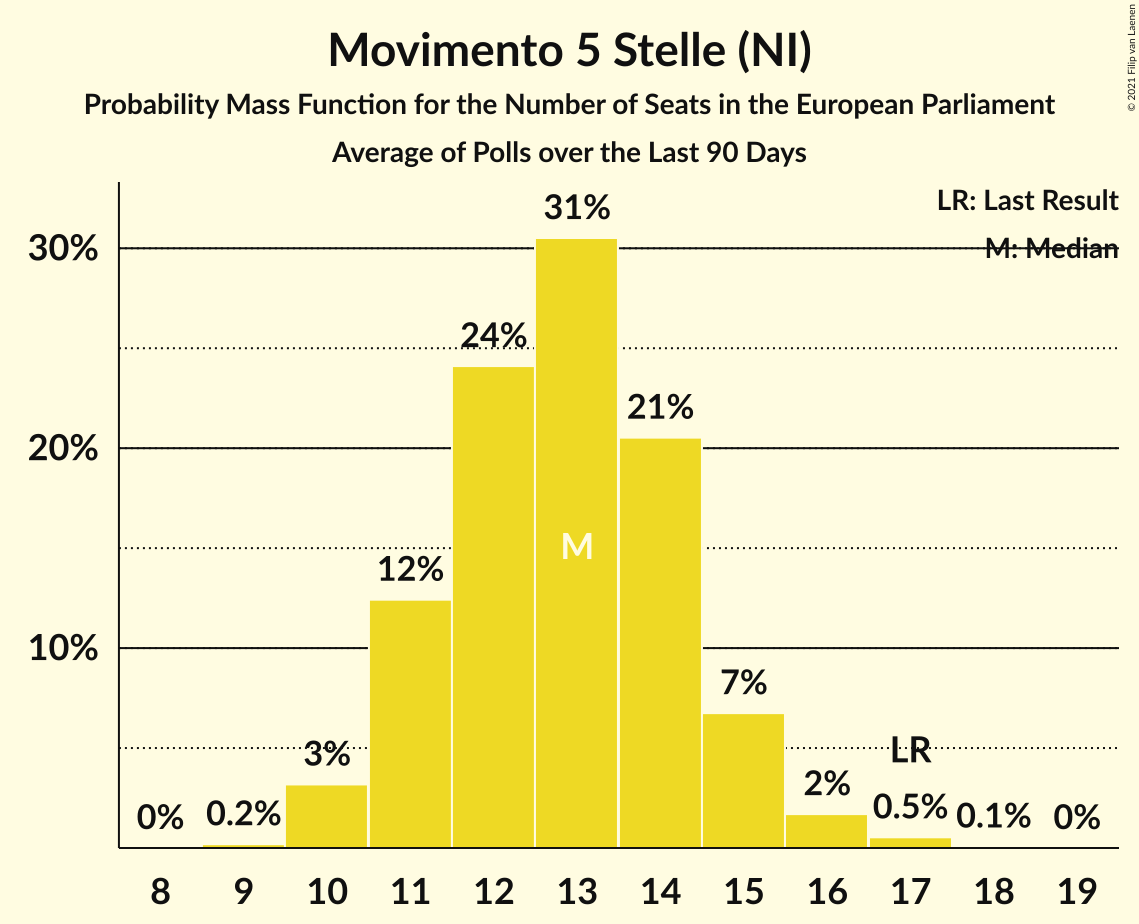 Movimento 5 Stelle (NI)
Probability Mass Function for the Number of Seats in the European Parliament
Average of Polls over the Last 90 Days
© 2021 Filip van Laenen
LR: Last Result
M: Median
30%
20%
10%
0%
0.2%
3%
12%
24%
31%
21%
7%
2%
0.5%
0.1%
0%
M
LR
8 9 10 11 12 13 14 15 16 17 18 19